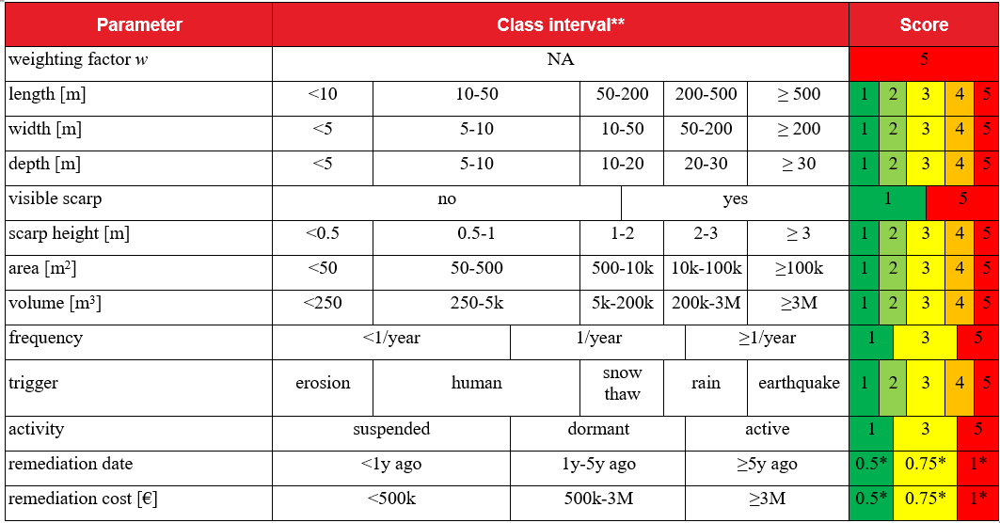 Parameter Class interval** Score
weighting factor w NA 5
length [m] <10 10-50 50-200 200-500 ≥ 500 1 2 3 4 5
width [m] <5 5-10 10-50 50-200 ≥ 200 1 2 3 4 5
depth [m] <5 5-10 10-20 20-30 ≥ 30 1 2 3 4 5
visible scarp no yes 1 5
scarp height [m] <0.5 0.5-1 1-2 2-3 ≥ 3 1 2 3 4 5
area [m²] <50 50-500 500-10k 10k-100k ≥100k 1 2 3 4 5
volume [m³] <250 250-5k 5k-200k 200k-3M ≥3M 1 2 3 4 5
frequency <1/year 1/year ≥1/year 1 3 5
trigger erosion human snow thaw rain earthquake 1 2 3 4 5
activity suspended dormant active 1 3 5
remediation date <1y ago 1y-5y ago ≥5y ago 0.5* 0.75* 1*
remediation cost [€] <500k 500k-3M ≥3M 0.5* 0.75* 1*